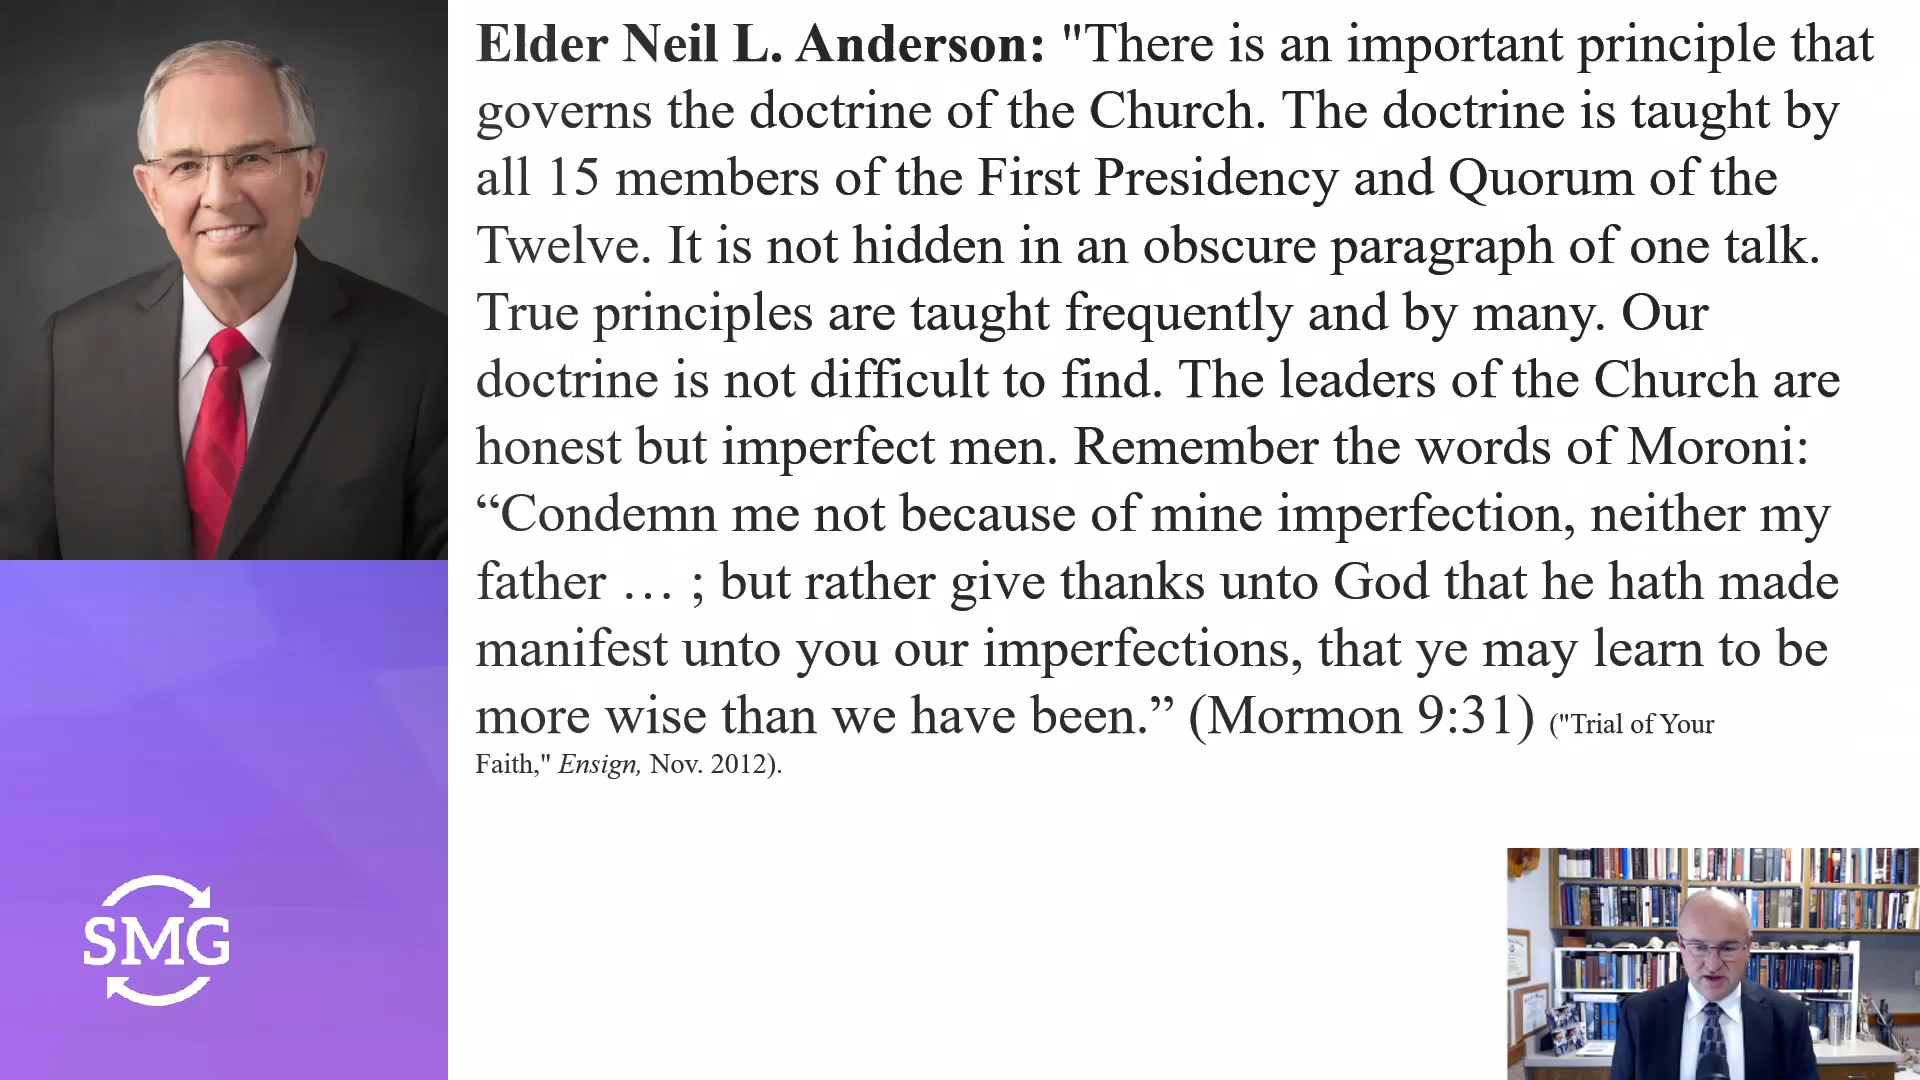 Elder Neil L. Anderson: "There is an important principle that
governs the doctrine of the Church. The doctrine is taught by
all 15 members of the First Presidency and Quorum of the
Twelve. It is not hidden in an obscure paragraph of one talk.
True principles are taught frequently and by many. Our
doctrine is not difficult to find. The leaders of the Church are
honest but imperfect men. Remember the words of Moroni:
“Condemn me not because of mine imperfection, neither my
father … ; but rather give thanks unto God that he hath made
manifest unto you our imperfections, that ye may learn to be
more wise than we have been.” (Mormon 9:31) ("Trial of Your
Faith," Ensign, Nov. 2012).
SMG